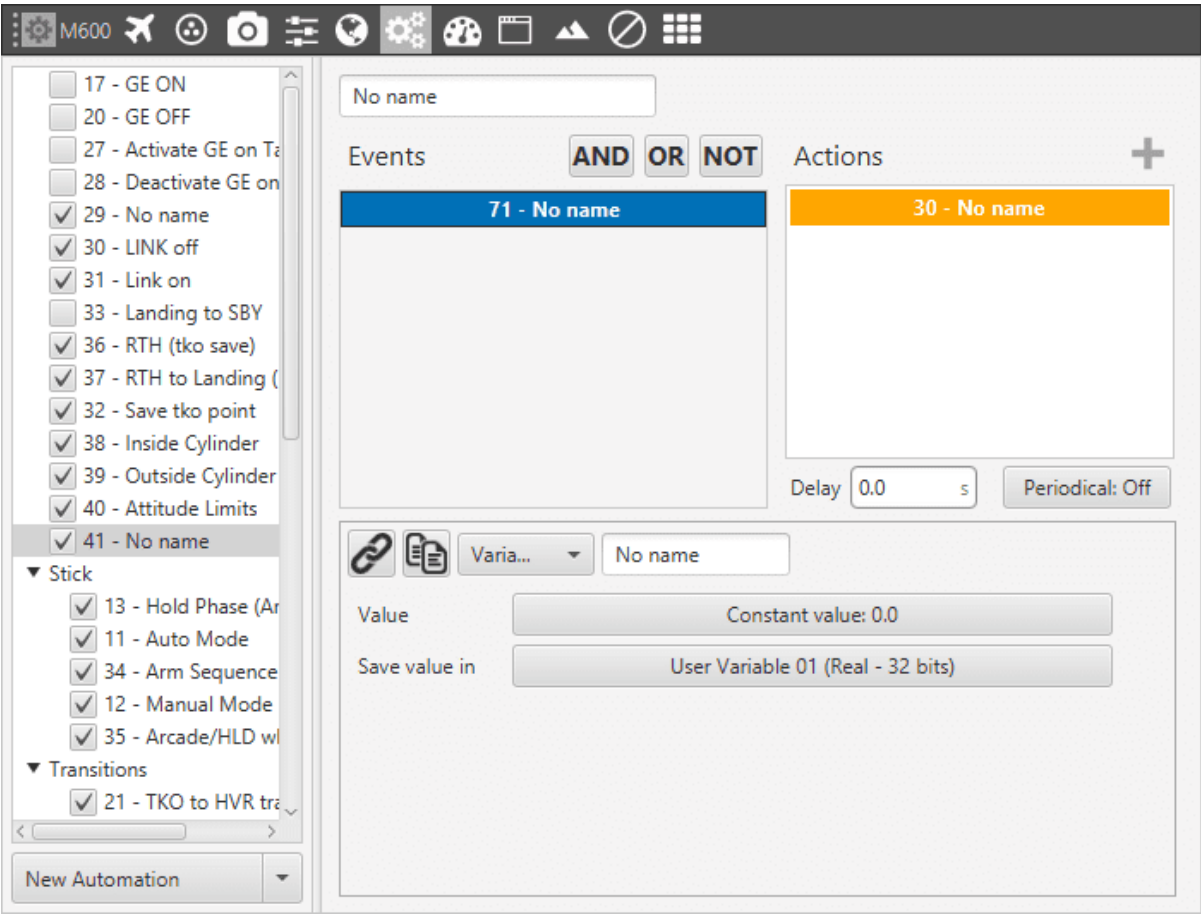 M600
17 - GE ON
20 - GE OFF
27 - Activate GE on Ta
28 - Deactivate GE on
29 - No name
30 - LINK off
31 - Link on
33 - Landing to SBY
36 - RTH (tko save)
37 - RTH to Landing (
32 - Save tko point
38 - Inside Cylinder
39 - Outside Cylinder
40 - Attitude Limits
41 - No name
Stick
13 - Hold Phase (Ar
11 - Auto Mode
34 - Arm Sequence
12 - Manual Mode
35 - Arcade/HLD wl
Transitions
21 - TKO to HVR tra
New Automation
No name
Events AND OR NOT
71 - No name
Actions
30 - No name
Delay 0.0 s Periodical: Off
Varia... No name
Value Constant value: 0.0
Save value in User Variable 01 (Real - 32 bits)